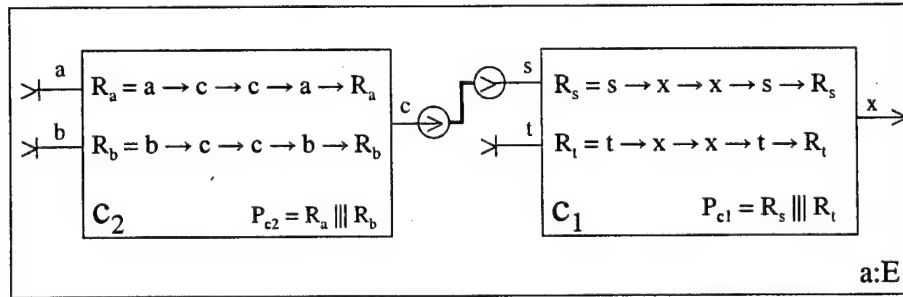 a
R_a = a → c → c → a → R_a
b
R_b = b → c → c → b → R_b
C_2
P_c2 = R_a ||| R_b
c
s
R_s = s → x → x → s → R_s
t
R_t = t → x → x → t → R_t
C_1
P_c1 = R_s ||| R_t
x
a:E